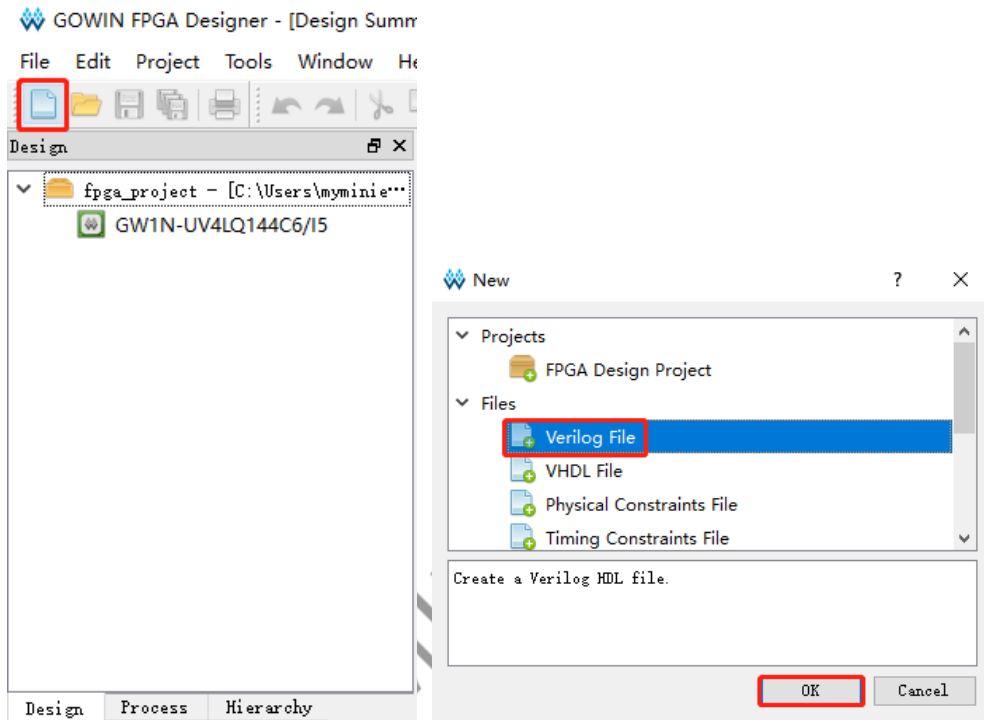 GOWIN FPGA Designer - [Design Summ
File Edit Project Tools Window He
Design
fpga_project - [C:\Users\myminie...
GW1N-UV4LQ144C6/I5
Design Process Hierarchy
New
Projects
FPGA Design Project
Files
Verilog File
VHDL File
Physical Constraints File
Timing Constraints File
Create a Verilog HDL file.
OK Cancel